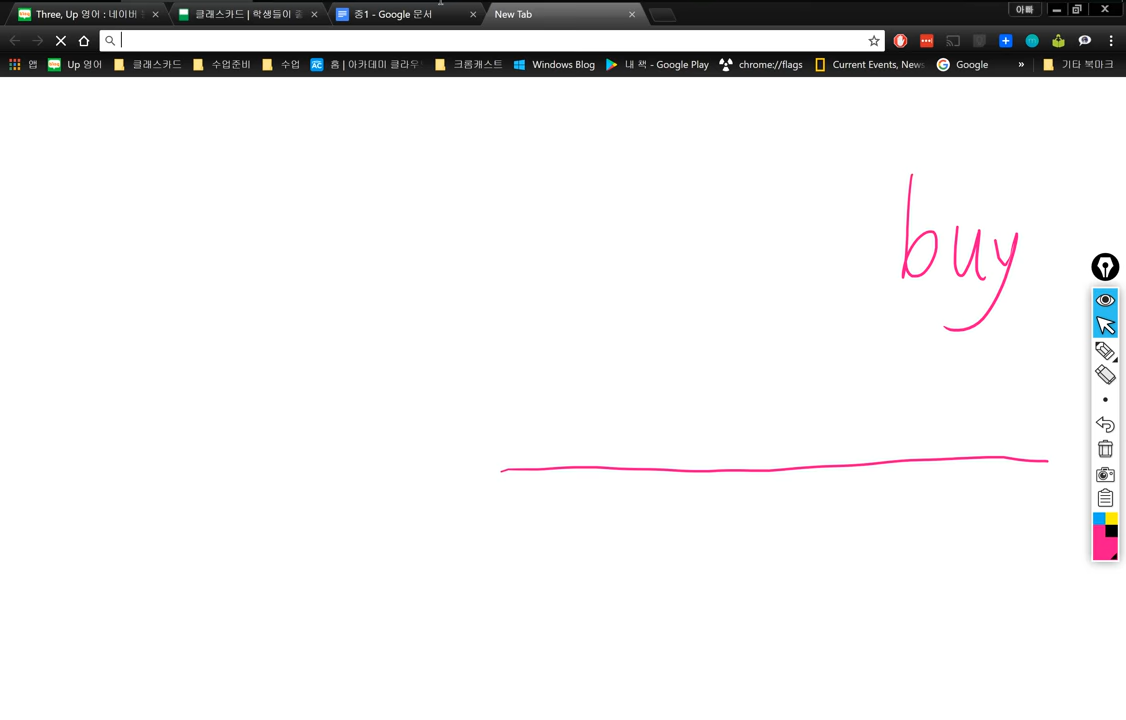 Three, Up 영어 : 네이버
클래스카드 | 학생들이
중1 - Google 문서
New Tab
아빠
앱
Up 영어
클래스카드
수업준비
수업
홈 | 아카데미 클라우
크롬캐스트
Windows Blog
내 책 - Google Play
chrome://flags
Current Events, News
Google
»
기타 북마크
buy